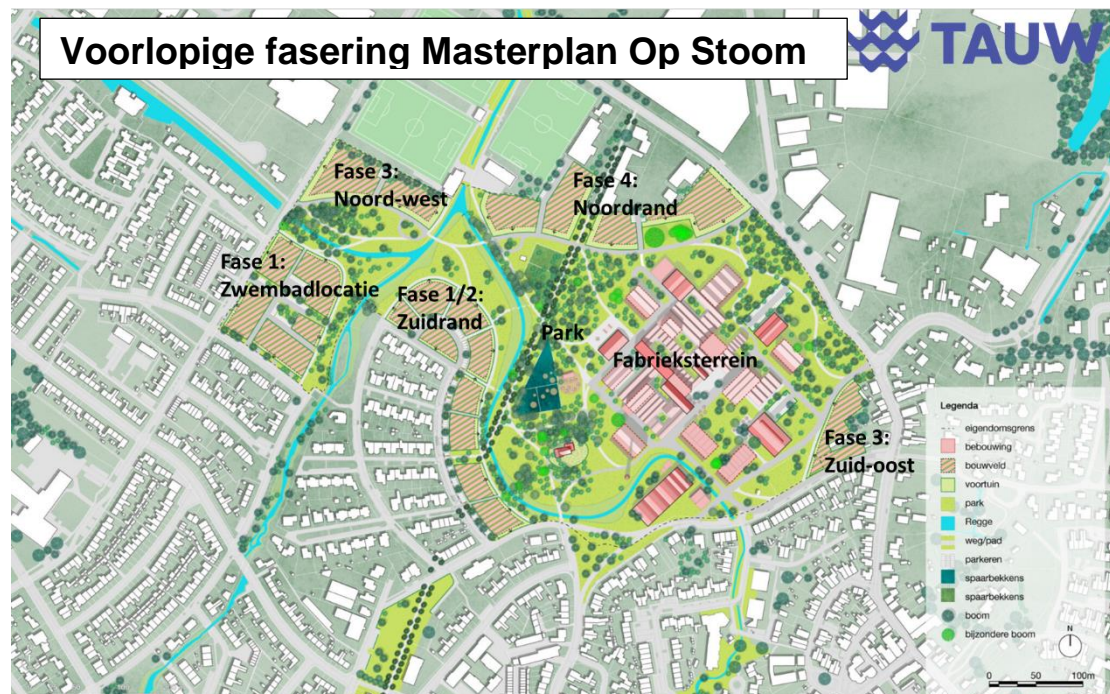 Voorlopige fasering Masterplan Op Stoom
TAUW
Fase 3:
Noord-west
Fase 4:
Noordrand
Fase 1:
Zwembadlocatie
Fase 1/2:
Zuidrand
Park
Fabrieksterrein
Fase 3:
Zuid-oost
Legenda
eigendomsgrens
bebouwing
bouwveld
voortuin
park
Regge
weg/pad
parkeren
spaarbekkens
spaarbekkens
boom
bijzondere boom
N
0 50 100m